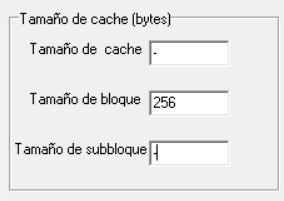 Tamaño de cache (bytes)
Tamaño de cache -
Tamaño de bloque 256
Tamaño de subbloque -